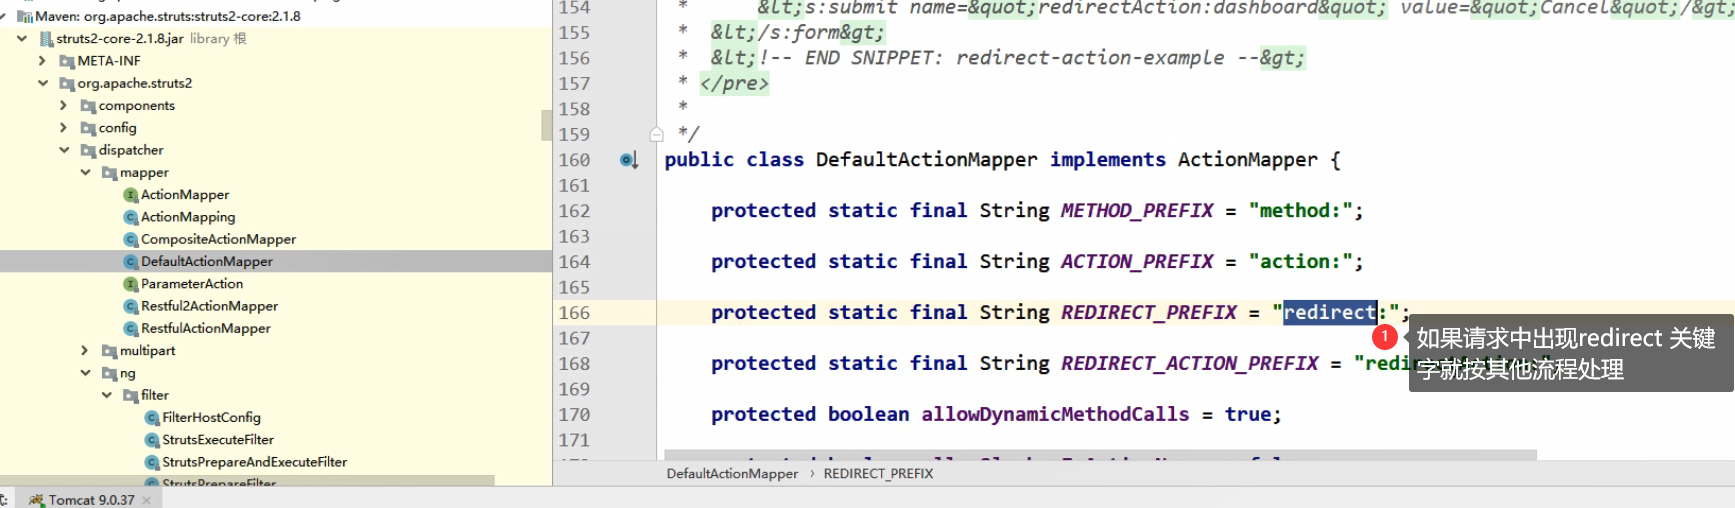 Maven: org.apache.struts:struts2-core:2.1.8
struts2-core-2.1.8.jar library 根
META-INF
org.apache.struts2
components
config
dispatcher
mapper
ActionMapper
ActionMapping
CompositeActionMapper
DefaultActionMapper
ParameterAction
Restful2ActionMapper
RestfulActionMapper
multipart
ng
filter
FilterHostConfig
StrutsExecuteFilter
StrutsPrepareAndExecuteFilter
StrutsPrepareFilter
Tomcat 9.0.37
154 * &lt;s:submit name=&quot;redirectAction:dashboard&quot; value=&quot;Cancel&quot;/&gt;
155 * &lt;/s:form&gt;
156 * &lt;!-- END SNIPPET: redirect-action-example --&gt;
157 * </pre>
158 *
159 */
160 public class DefaultActionMapper implements ActionMapper {
161
162 protected static final String METHOD_PREFIX = "method:";
163
164 protected static final String ACTION_PREFIX = "action:";
165
166 protected static final String REDIRECT_PREFIX = "redirect:";
167
1 如果请求中出现redirect 关键
字就按其他流程处理
168 protected static final String REDIRECT_ACTION_PREFIX =
169
170 protected boolean allowDynamicMethodCalls = true;
171
DefaultActionMapper › REDIRECT_PREFIX